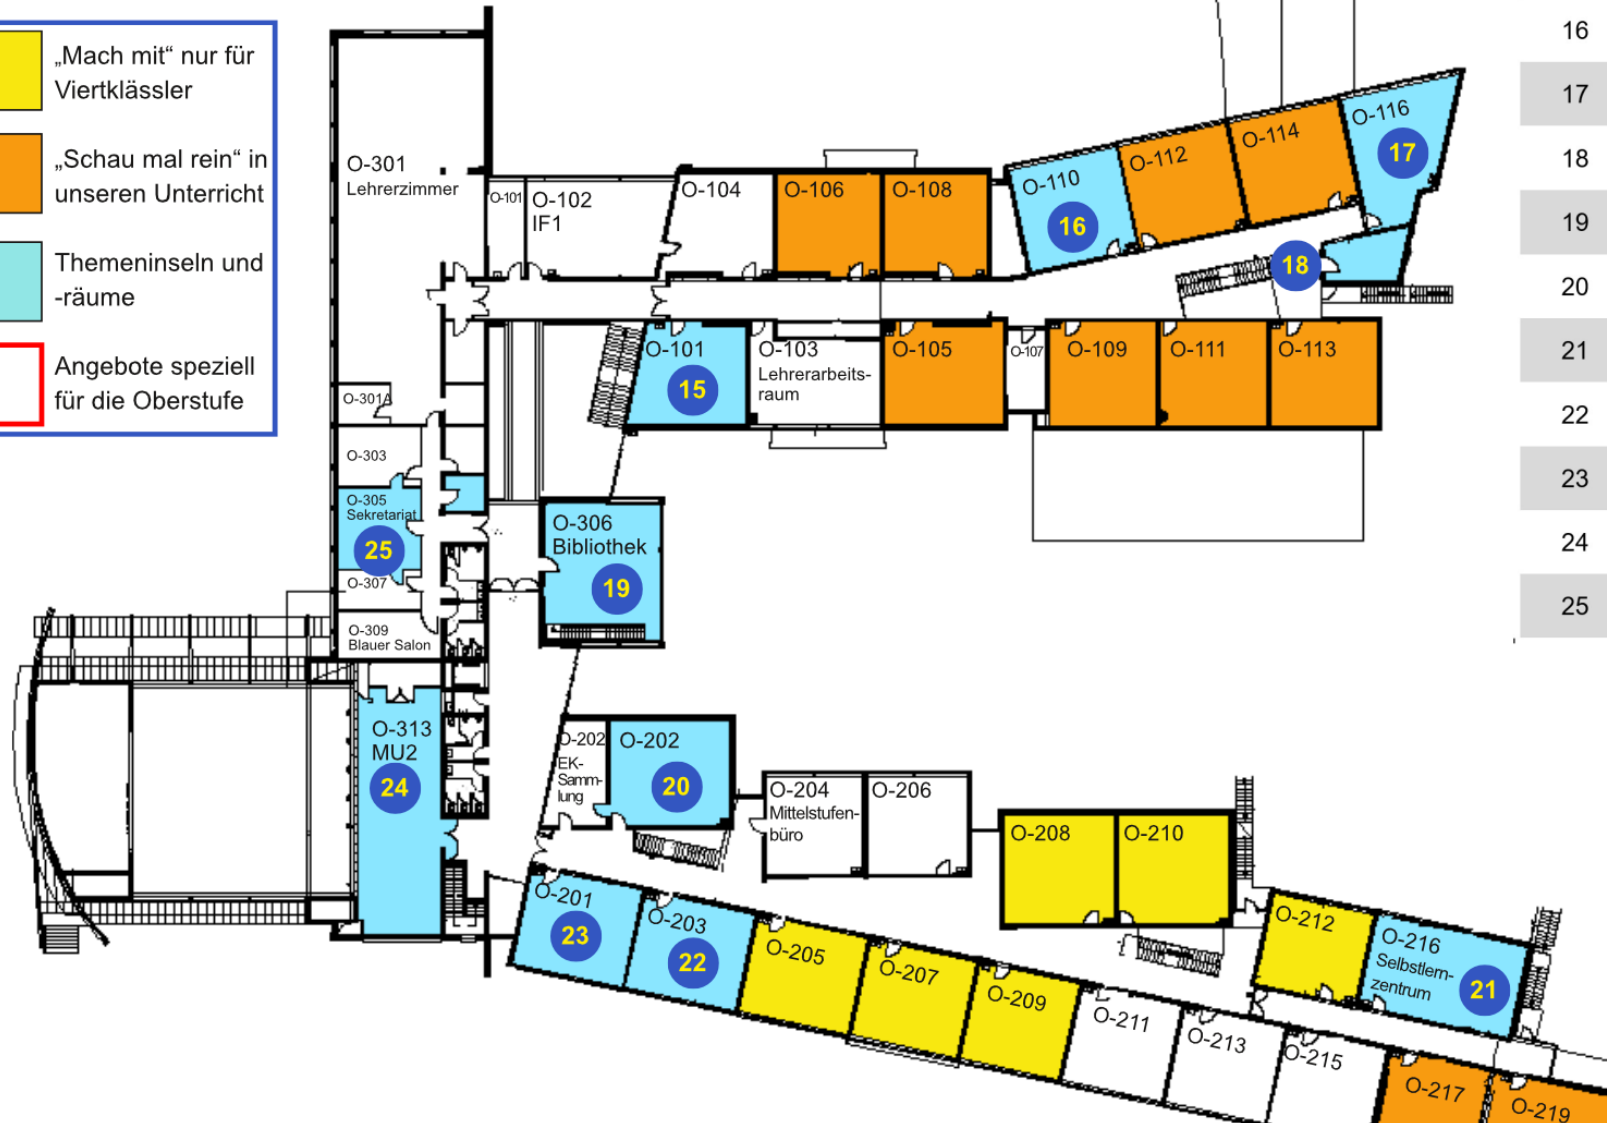 „Mach mit“ nur für
Viertklässler
„Schau mal rein“ in
unseren Unterricht
Themeninseln und
-räume
Angebote speziell
für die Oberstufe
16
17
18
19
20
21
22
23
24
25
O-301
Lehrerzimmer
O-101
O-102
IF1
O-104
O-106
O-108
O-110
16
O-112
O-114
O-116
17
18
O-101
15
O-103
Lehrerarbeits-
raum
O-105
O-107
O-109
O-111
O-113
O-301A
O-303
O-305
Sekretariat
25
O-307
O-309
Blauer Salon
O-306
Bibliothek
19
O-313
MU2
24
O-202
EK-
Samm-
lung
O-202
20
O-204
Mittelstufen-
büro
O-206
O-208
O-210
O-212
O-216
Selbstlern-
zentrum
21
O-201
23
O-203
22
O-205
O-207
O-209
O-211
O-213
O-215
O-217
O-219